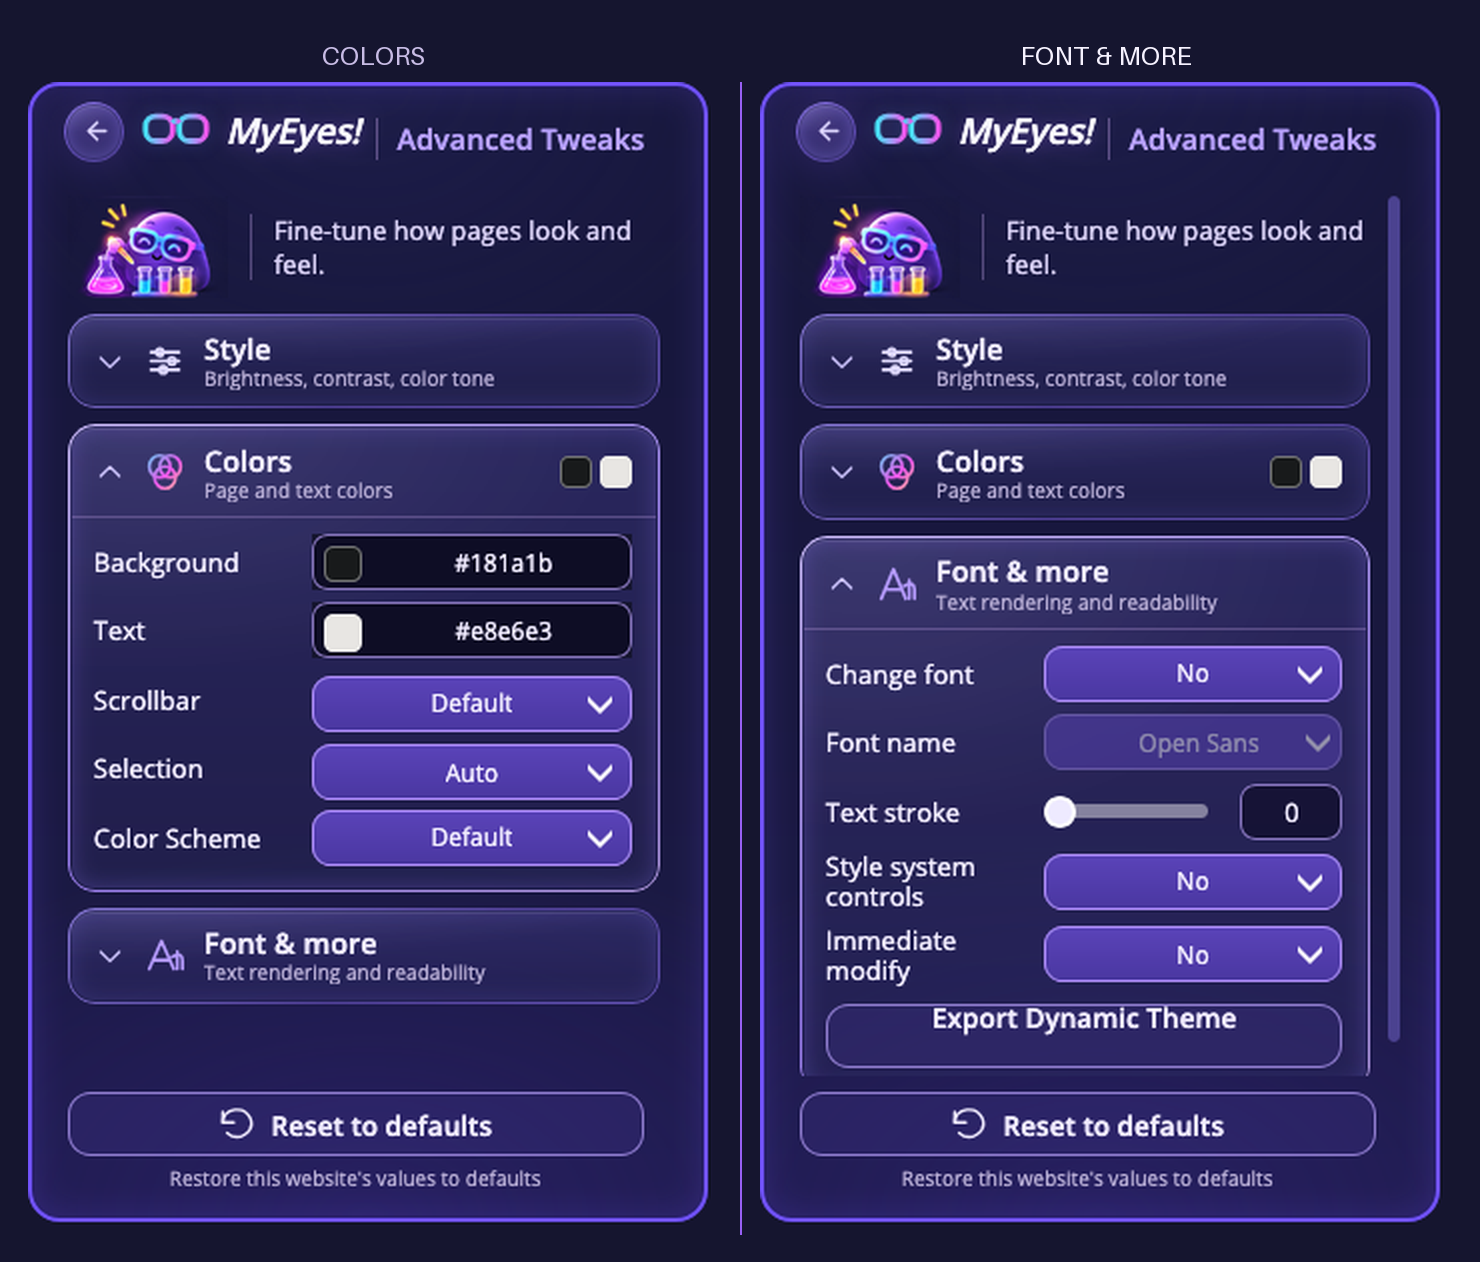 COLORS
MyEyes!
Advanced Tweaks
Fine-tune how pages look and
feel.
Style
Brightness, contrast, color tone
Colors
Page and text colors
Background
#181a1b
Text
#e8e6e3
Scrollbar
Default
Selection
Auto
Color Scheme
Default
Font & more
Text rendering and readability
Reset to defaults
Restore this website's values to defaults
FONT & MORE
MyEyes!
Advanced Tweaks
Fine-tune how pages look and
feel.
Style
Brightness, contrast, color tone
Colors
Page and text colors
Font & more
Text rendering and readability
Change font
No
Font name
Open Sans
Text stroke
0
Style system
controls
No
Immediate
modify
No
Export Dynamic Theme
Reset to defaults
Restore this website's values to defaults